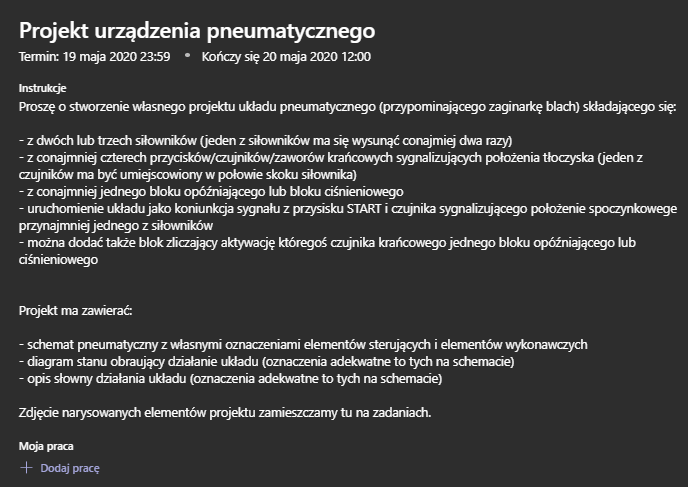 Projekt urządzenia pneumatycznego
Termin: 19 maja 2020 23:59 • Kończy się 20 maja 2020 12:00
Instrukcje
Proszę o stworzenie własnego projektu układu pneumatycznego (przypominającego zaginarkę blach) składającego się:
- z dwóch lub trzech siłowników (jeden z siłowników ma się wysunąć conajmiej dwa razy)
- z conajmniej czterech przycisków/czujników/zaworów krańcowych sygnalizujących położenia tłoczyska (jeden z
czujników ma być umiejscowiony w połowie skoku siłownika)
- z conajmniej jednego bloku opóźniającego lub bloku ciśnieniowego
- uruchomienie układu jako koniunkcja sygnału z przysisku START i czujnika sygnalizującego położenie spoczynkowege
przynajmniej jednego z siłowników
- można dodać także blok zliczający aktywację któregoś czujnika krańcowego jednego bloku opóźniającego lub
ciśnieniowego
Projekt ma zawierać:
- schemat pneumatyczny z własnymi oznaczeniami elementów sterujących i elementów wykonawczych
- diagram stanu obraujący działanie układu (oznaczenia adekwatne to tych na schemacie)
- opis słowny działania układu (oznaczenia adekwatne to tych na schemacie)
Zdjęcie narysowanych elementów projektu zamieszczamy tu na zadaniach.
Moja praca
+ Dodaj pracę